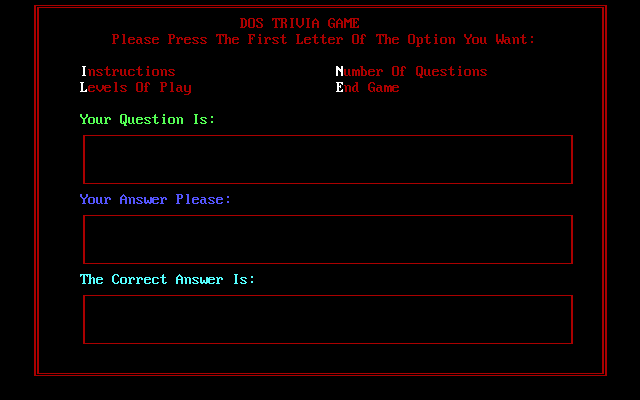 DOS TRIVIA GAME
Please Press The First Letter Of The Option You Want:
Instructions Number Of Questions
Levels Of Play End Game
Your Question Is:
Your Answer Please:
The Correct Answer Is: